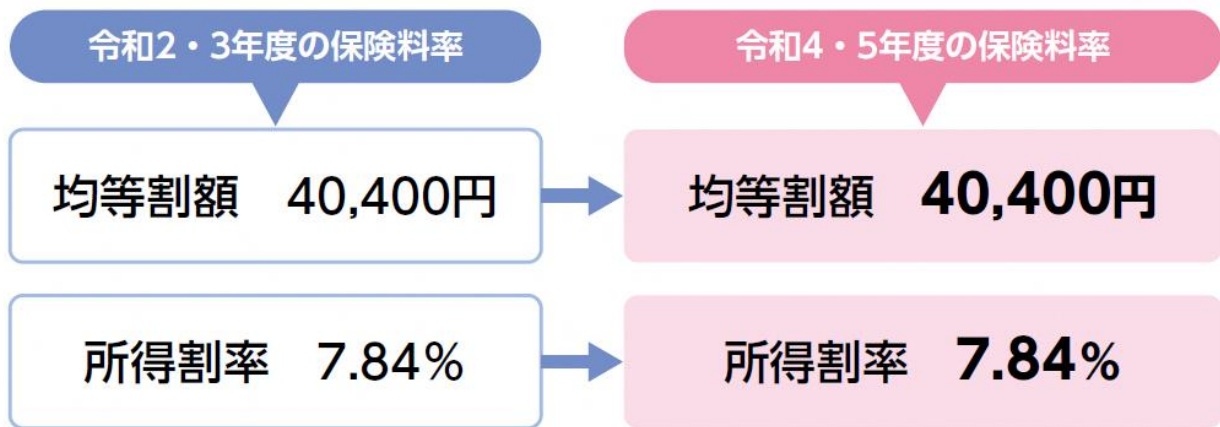 令和2・3年度の保険料率
令和4・5年度の保険料率
均等割額　40,400円
均等割額　40,400円
所得割率　7.84%
所得割率　7.84%